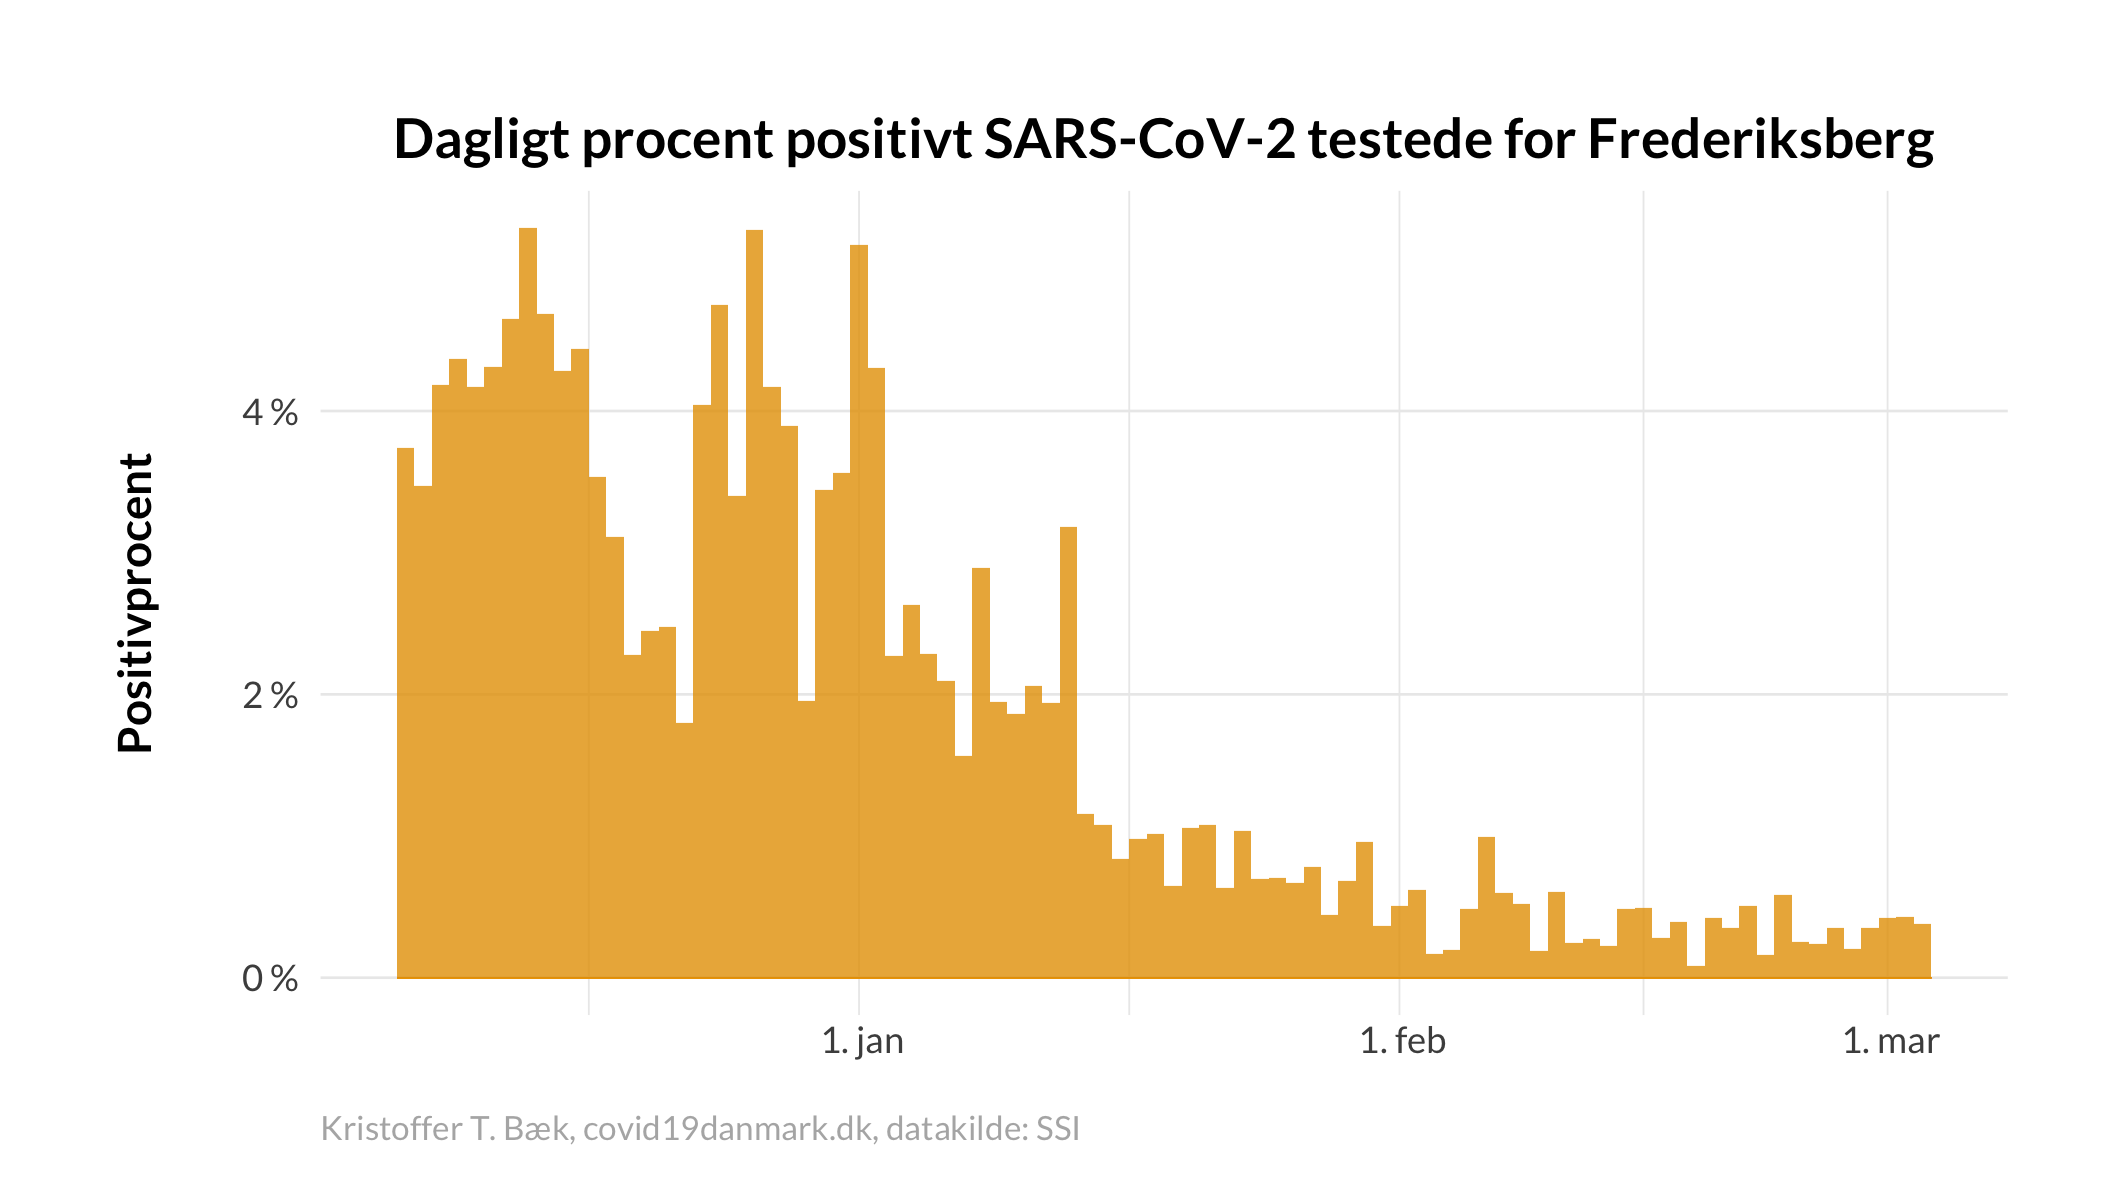 Dagligt procent positivt SARS-CoV-2 testede for Frederiksberg
Positivprocent
4 %
2 %
0 %
1. jan
1. feb
1. mar
Kristoffer T. Bæk, covid19danmark.dk, datakilde: SSI